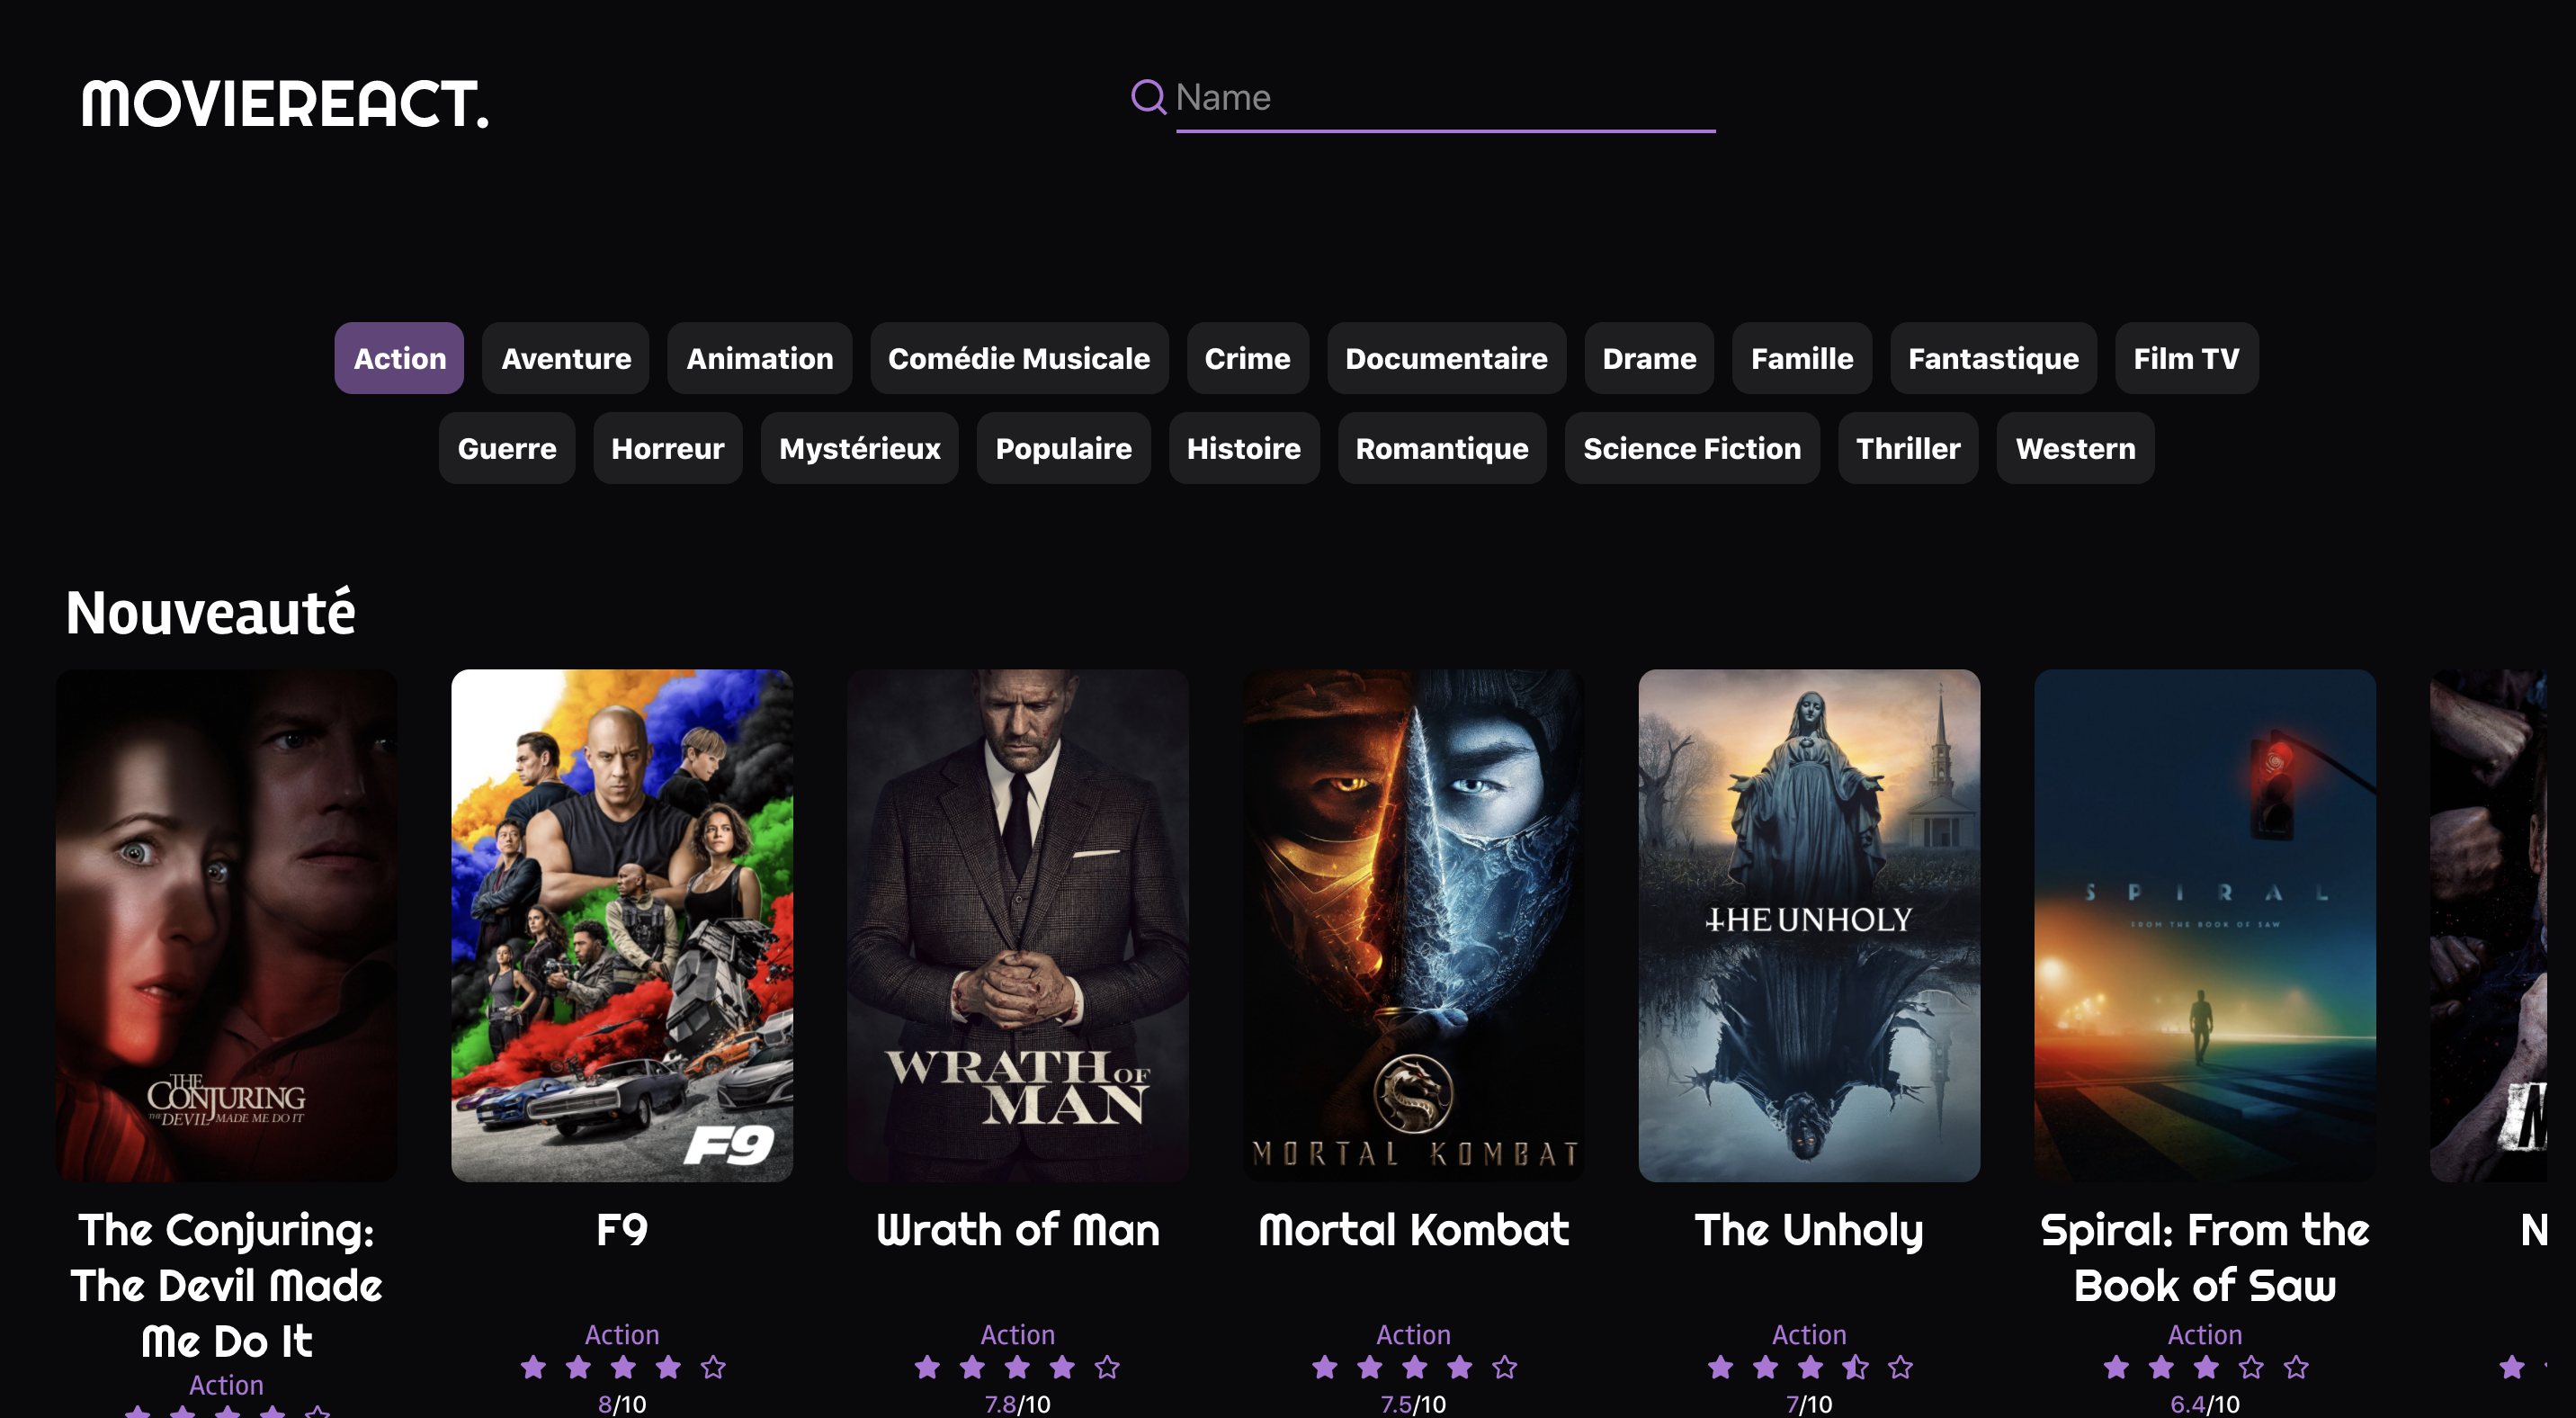 MOVIEREACT.
Name
Action Aventure Animation Comédie Musicale Crime Documentaire Drame Famille Fantastique Film TV
Guerre Horreur Mystérieux Populaire Histoire Romantique Science Fiction Thriller Western
Nouveauté
THE
CONJURING
THE DEVIL MADE ME DO IT
F9
WRATH OF
MAN
MORTAL KOMBAT
THE UNHOLY
SPIRAL
FROM THE BOOK OF SAW
The Conjuring:
The Devil Made
Me Do It
Action
F9
Action
8/10
Wrath of Man
Action
7.8/10
Mortal Kombat
Action
7.5/10
The Unholy
Action
7/10
Spiral: From the
Book of Saw
Action
6.4/10